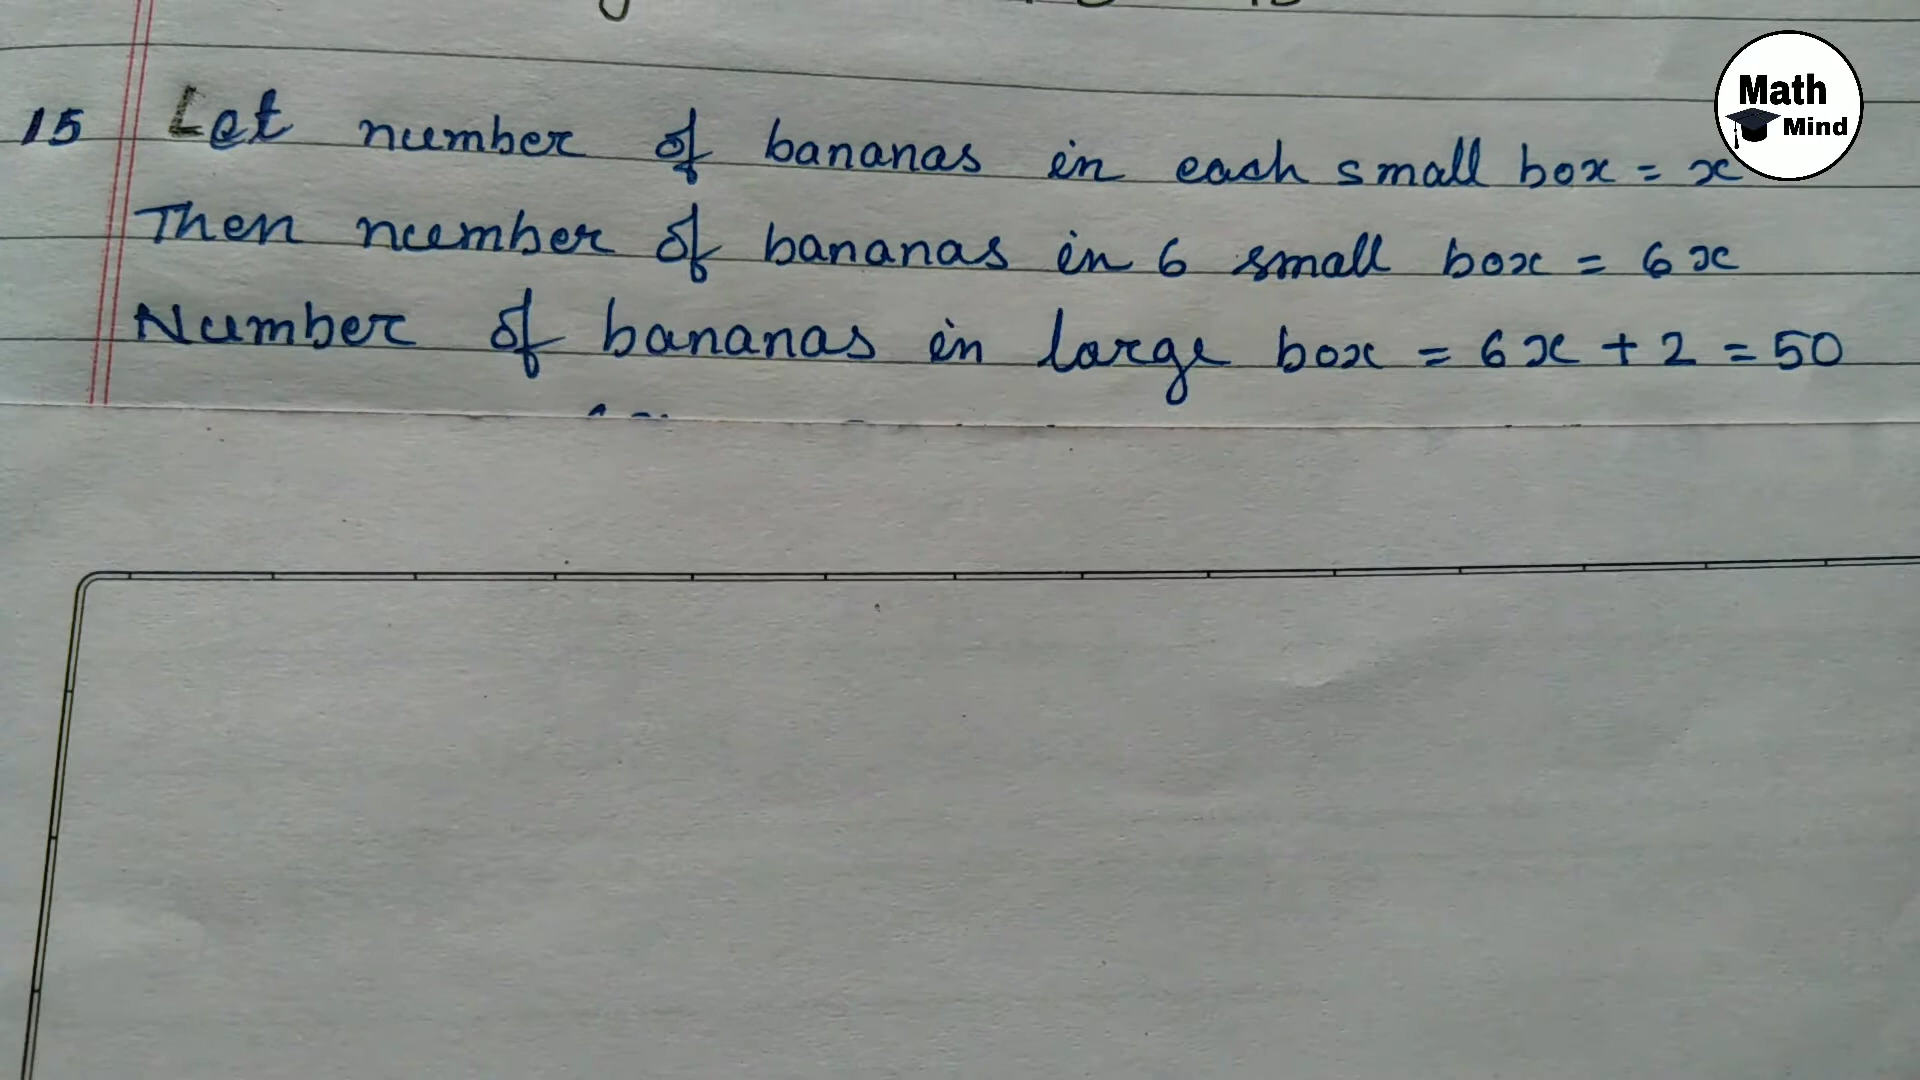 15 Let number of bananas in each small box = x
Then number of bananas in 6 small box = 6x
Number of bananas in large box = 6x + 2 = 50
Math
Mind